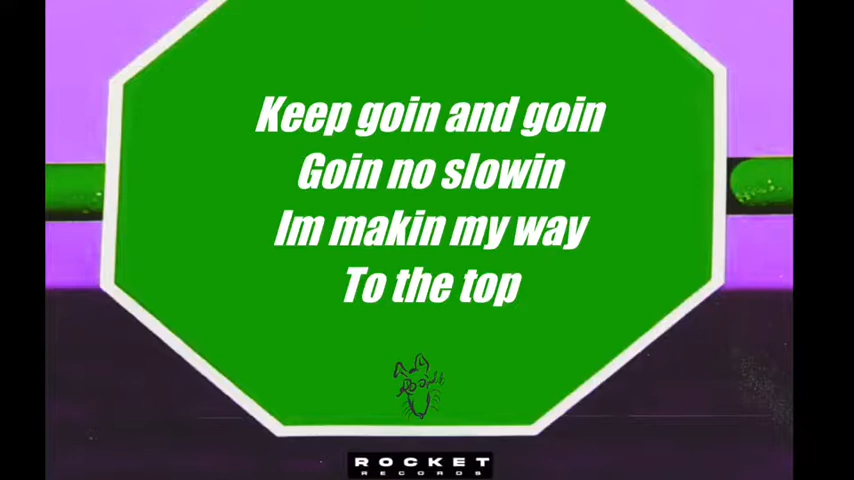 Keep goin and goin
Goin no slowin
Im makin my way
To the top
ROCKET
RECORDS